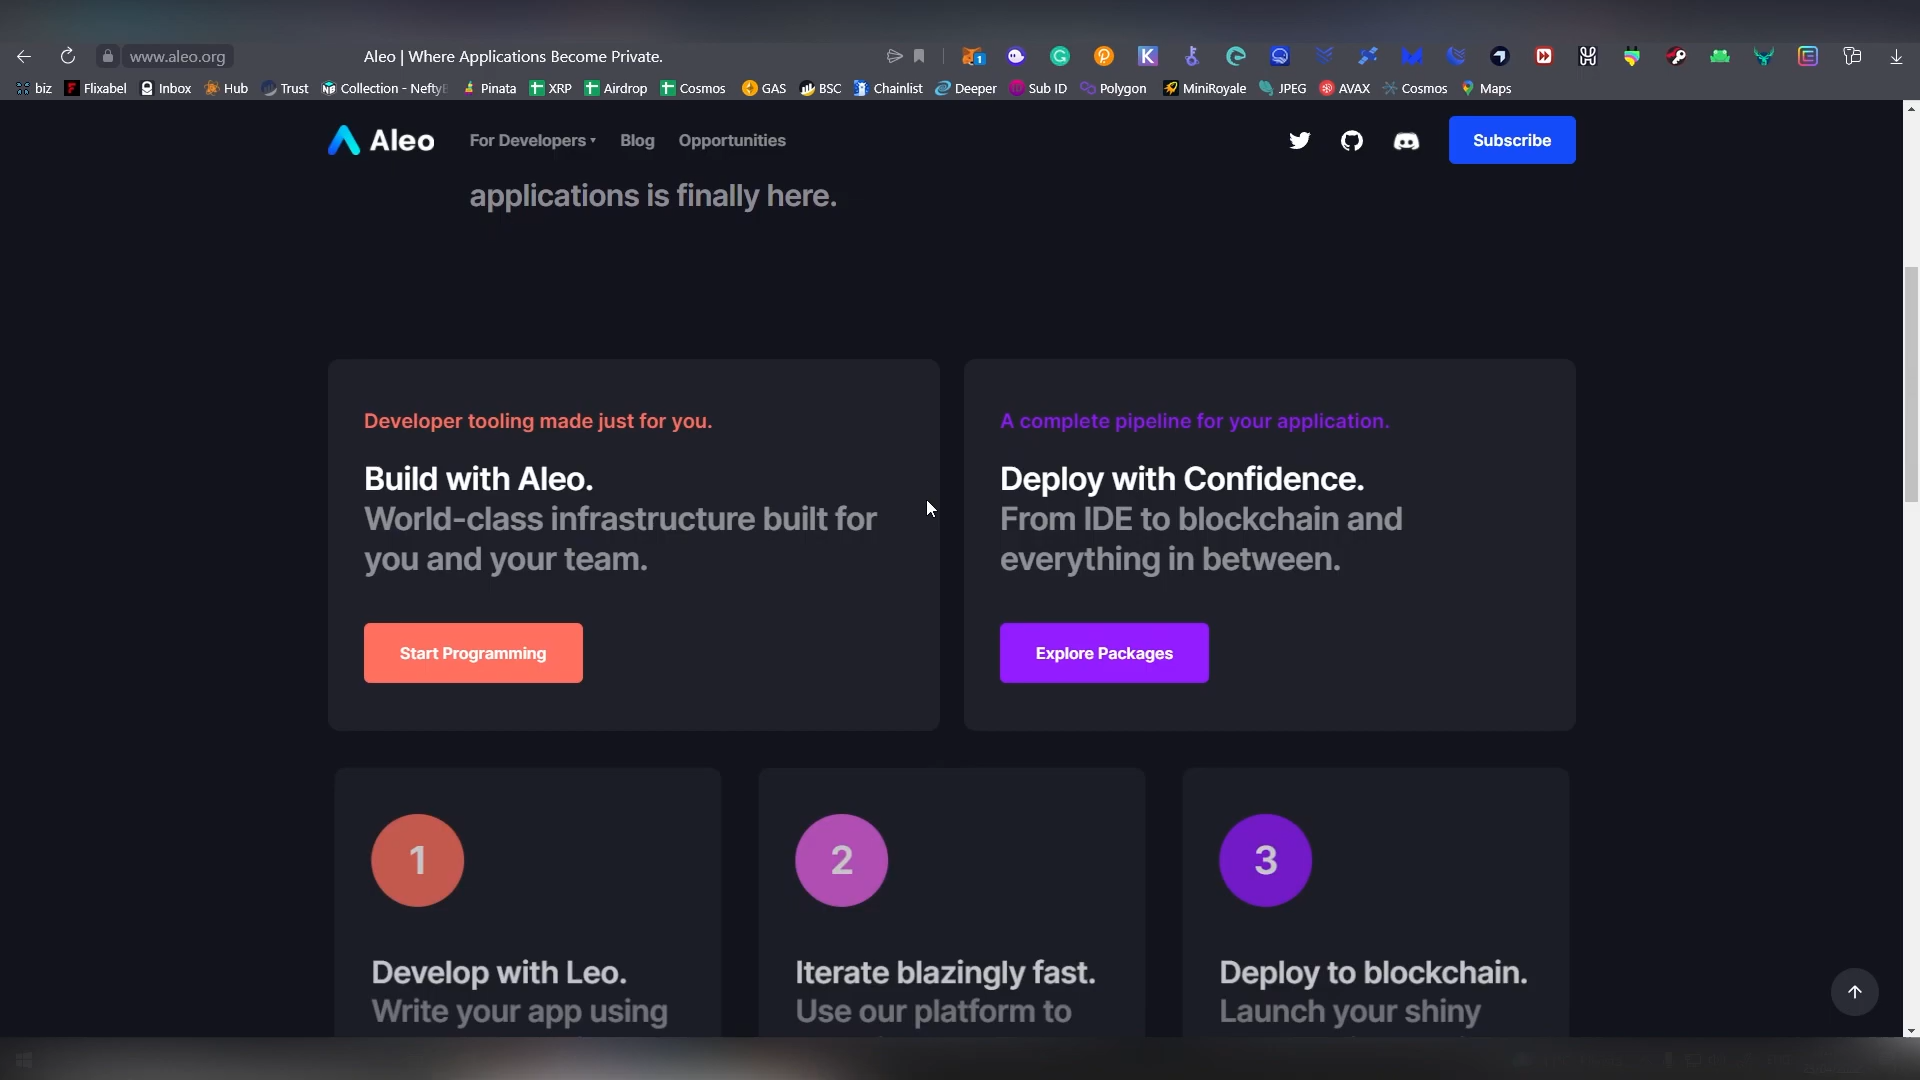 www.aleo.org
Aleo | Where Applications Become Private.
1
biz
Flixabel
Inbox
Hub
Trust
Collection - Nefty
Pinata
XRP
Airdrop
Cosmos
GAS
BSC
Chainlist
Deeper
Sub ID
Polygon
MiniRoyale
JPEG
AVAX
Cosmos
Maps
Aleo
For Developers
Blog
Opportunities
Subscribe
applications is finally here.
Developer tooling made just for you.
Build with Aleo.
World-class infrastructure built for
you and your team.
Start Programming
A complete pipeline for your application.
Deploy with Confidence.
From IDE to blockchain and
everything in between.
Explore Packages
1
Develop with Leo.
Write your app using
2
Iterate blazingly fast.
Use our platform to
3
Deploy to blockchain.
Launch your shiny